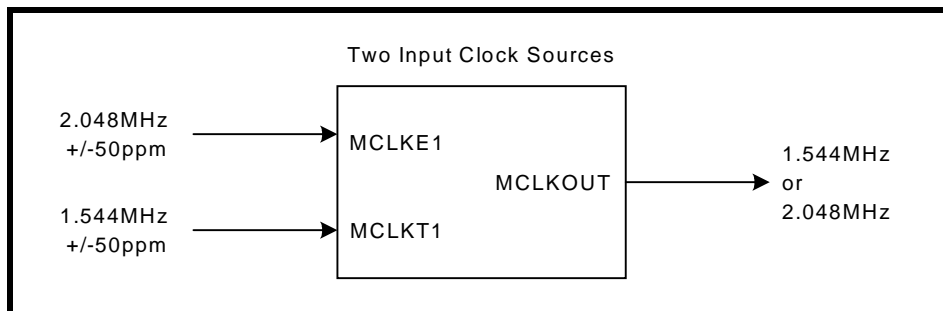 Two Input Clock Sources
2.048MHz
+/-50ppm
MCLKE1
1.544MHz
+/-50ppm
MCLKT1
MCLKOUT
1.544MHz
or
2.048MHz